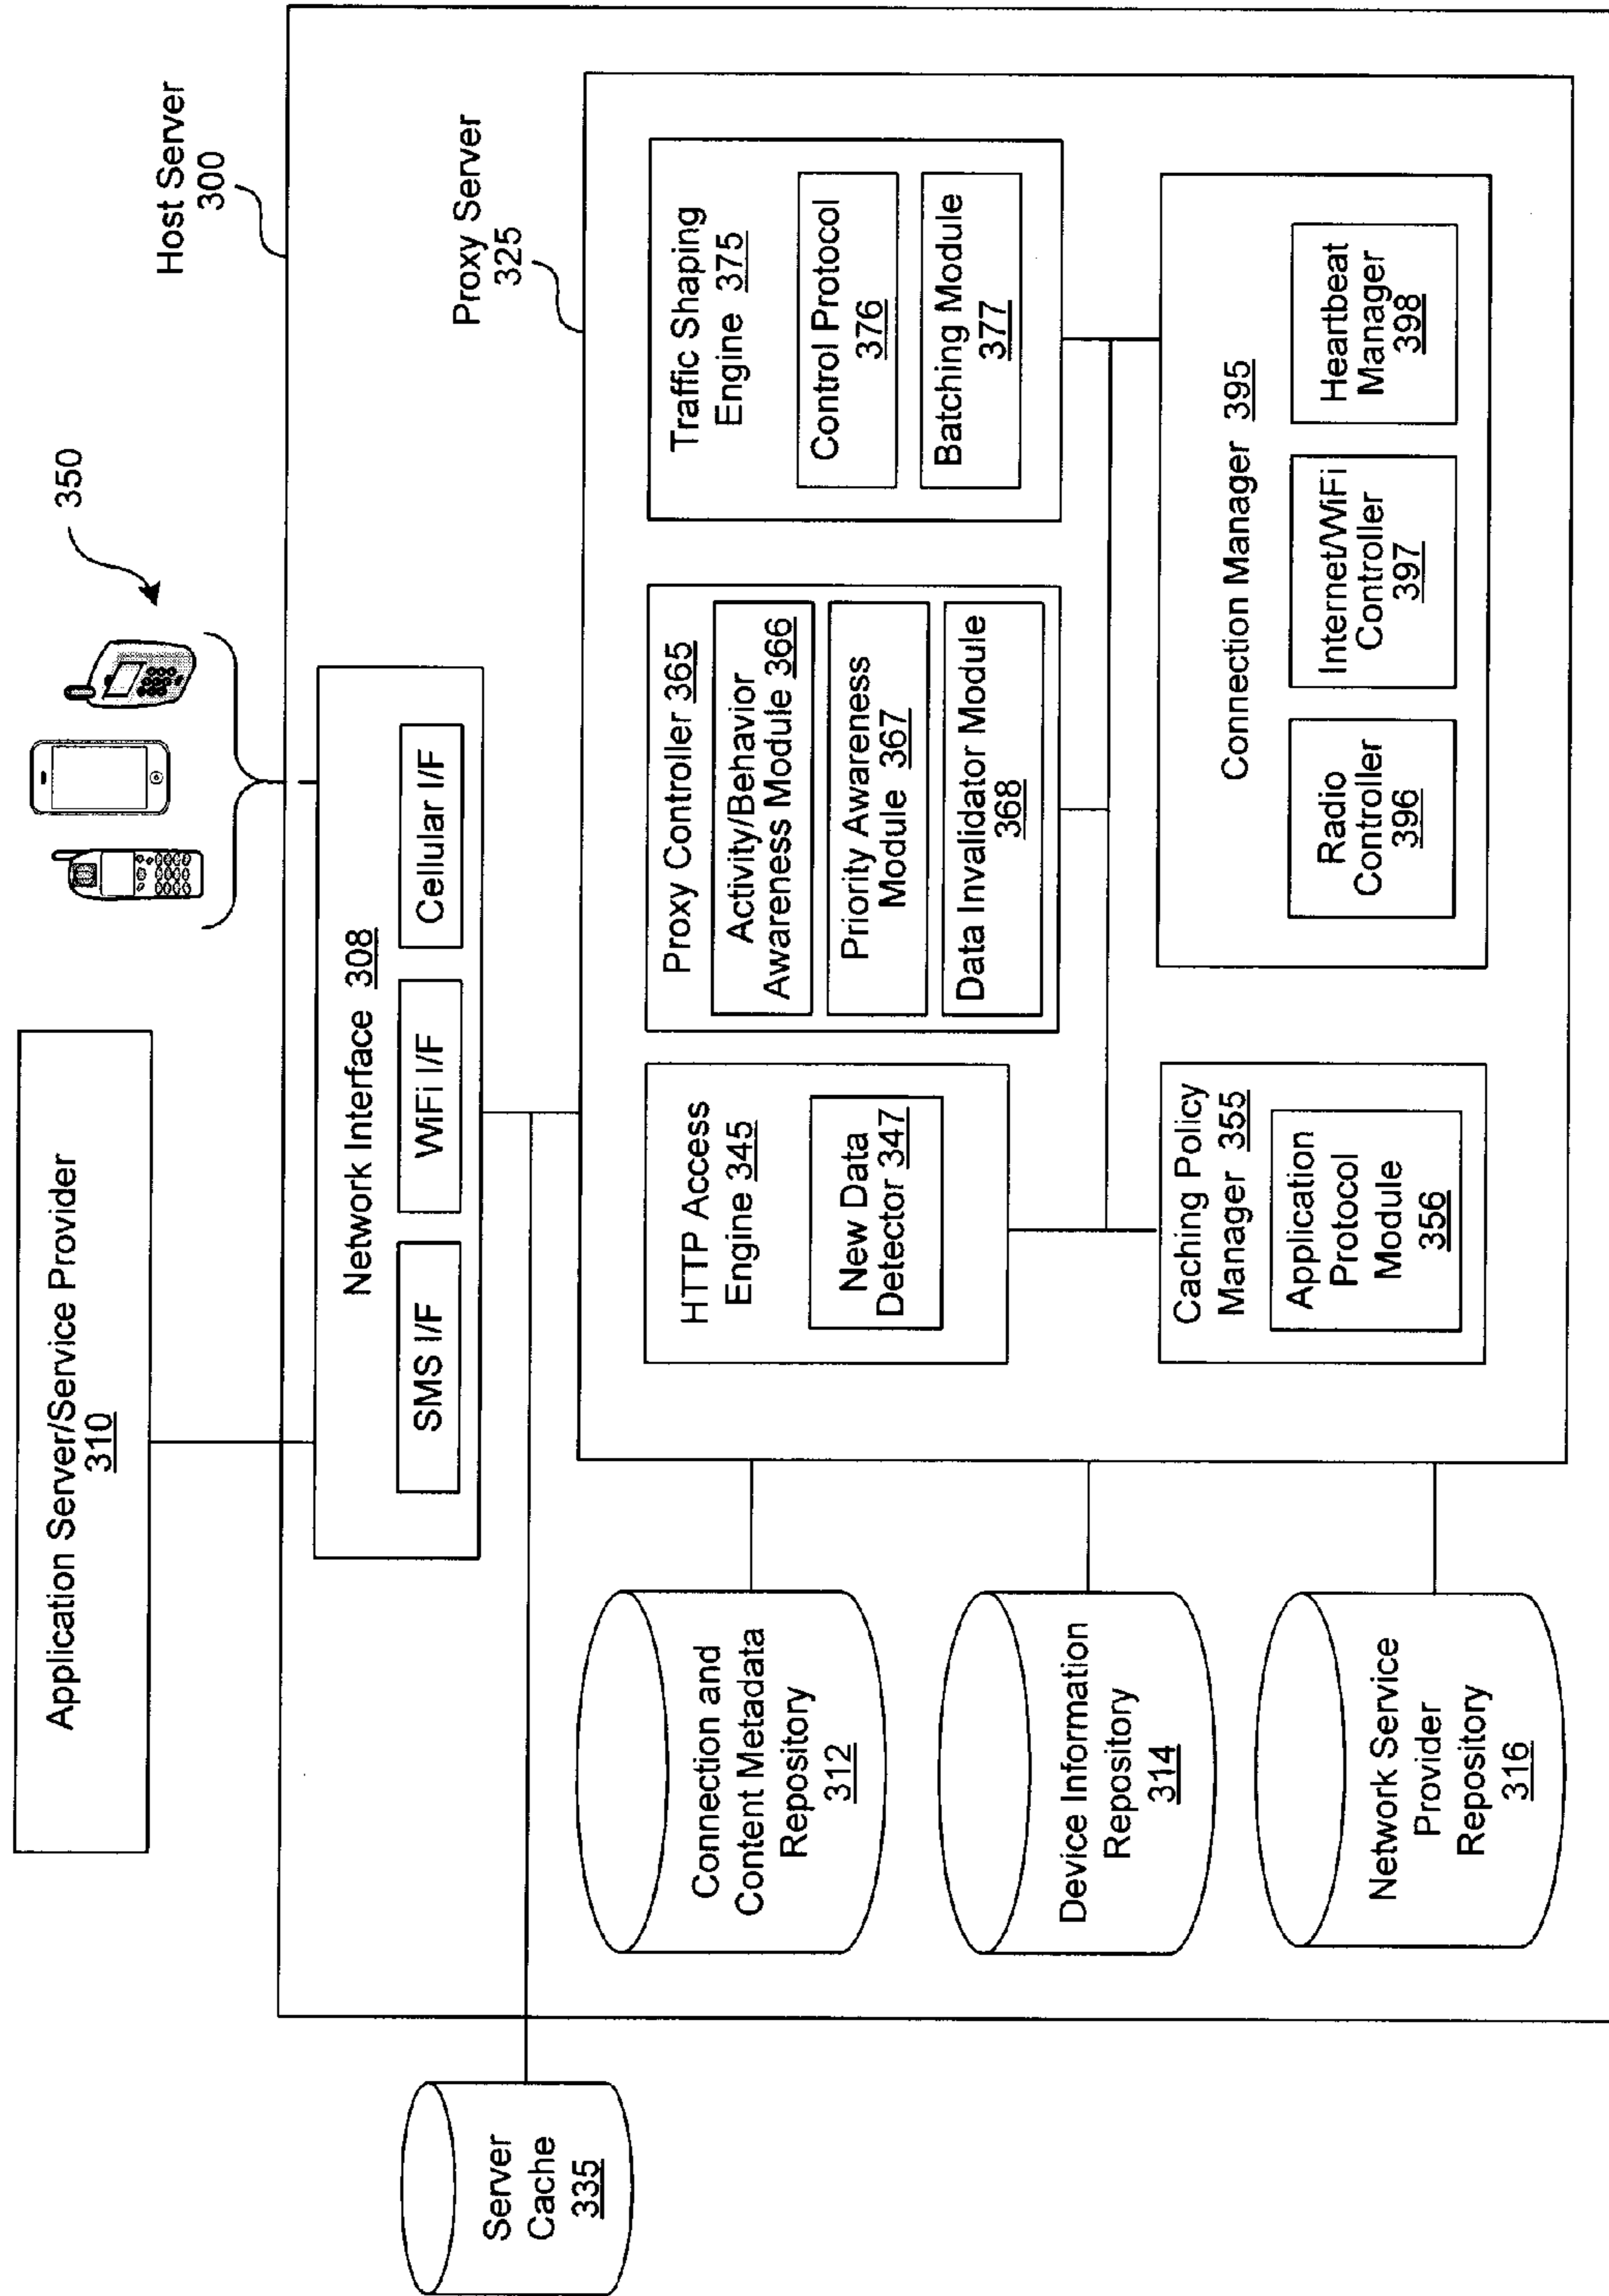 Application Server/Service Provider
310
350
Host Server
300
Network Interface 308
SMS I/F
WiFi I/F
Cellular I/F
Server
Cache
335
Proxy Server
325
Connection and
Content Metadata
Repository
312
Device Information
Repository
314
Network Service
Provider
Repository
316
HTTP Access
Engine 345
New Data
Detector 347
Proxy Controller 365
Activity/Behavior
Awareness Module 366
Priority Awareness
Module 367
Data Invalidator Module
368
Traffic Shaping
Engine 375
Control Protocol
376
Batching Module
377
Caching Policy
Manager 355
Application
Protocol
Module
356
Connection Manager 395
Radio
Controller
396
Internet/WiFi
Controller
397
Heartbeat
Manager
398